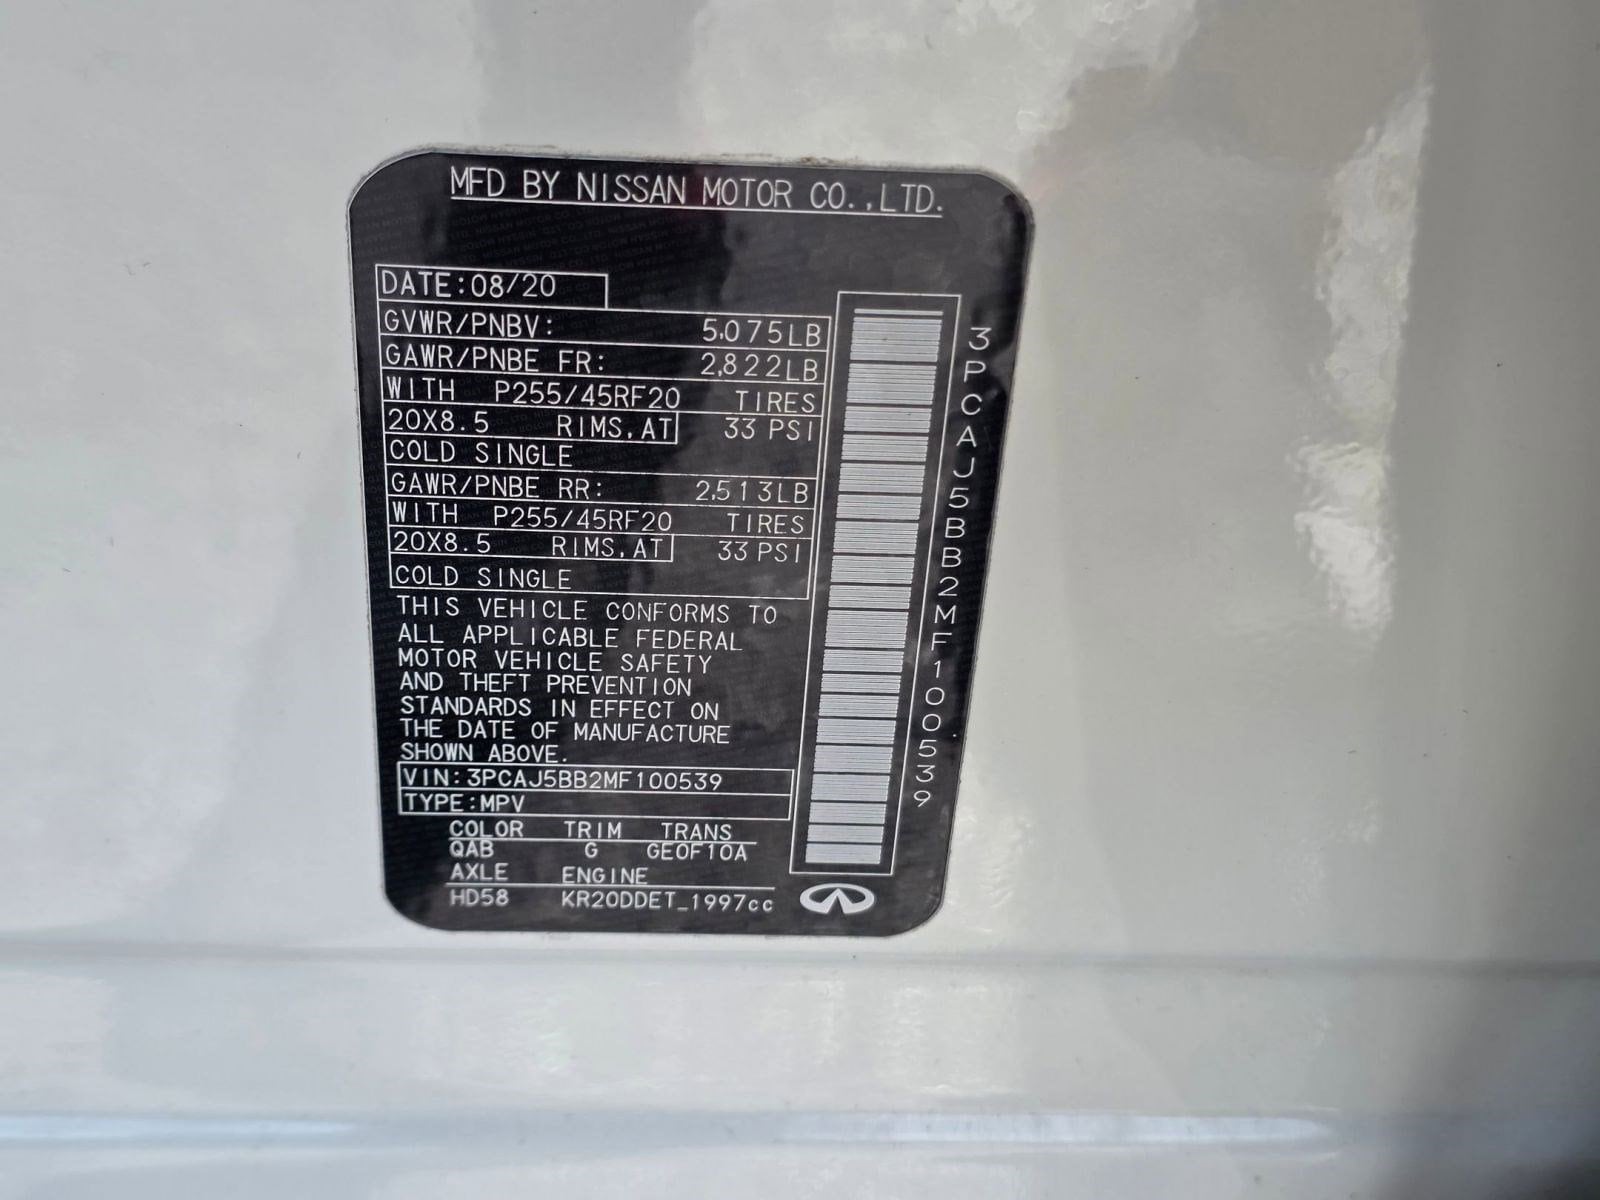 MFD BY NISSAN MOTOR CO.,LTD.
DATE:08/20
GVWR/PNBV: 5,075LB
GAWR/PNBE FR: 2,822LB
WITH P255/45RF20 TIRES
20X8.5 RIMS,AT 33 PSI
COLD SINGLE
GAWR/PNBE RR: 2,513LB
WITH P255/45RF20 TIRES
20X8.5 RIMS,AT 33 PSI
COLD SINGLE
THIS VEHICLE CONFORMS TO
ALL APPLICABLE FEDERAL
MOTOR VEHICLE SAFETY
AND THEFT PREVENTION
STANDARDS IN EFFECT ON
THE DATE OF MANUFACTURE
SHOWN ABOVE.
VIN:3PCAJ5BB2MF100539
TYPE:MPV
COLOR TRIM TRANS
QAB G GE0F10A
AXLE ENGINE
HD58 KR20DDET_1997cc
3PCAJ5BB2MF100539